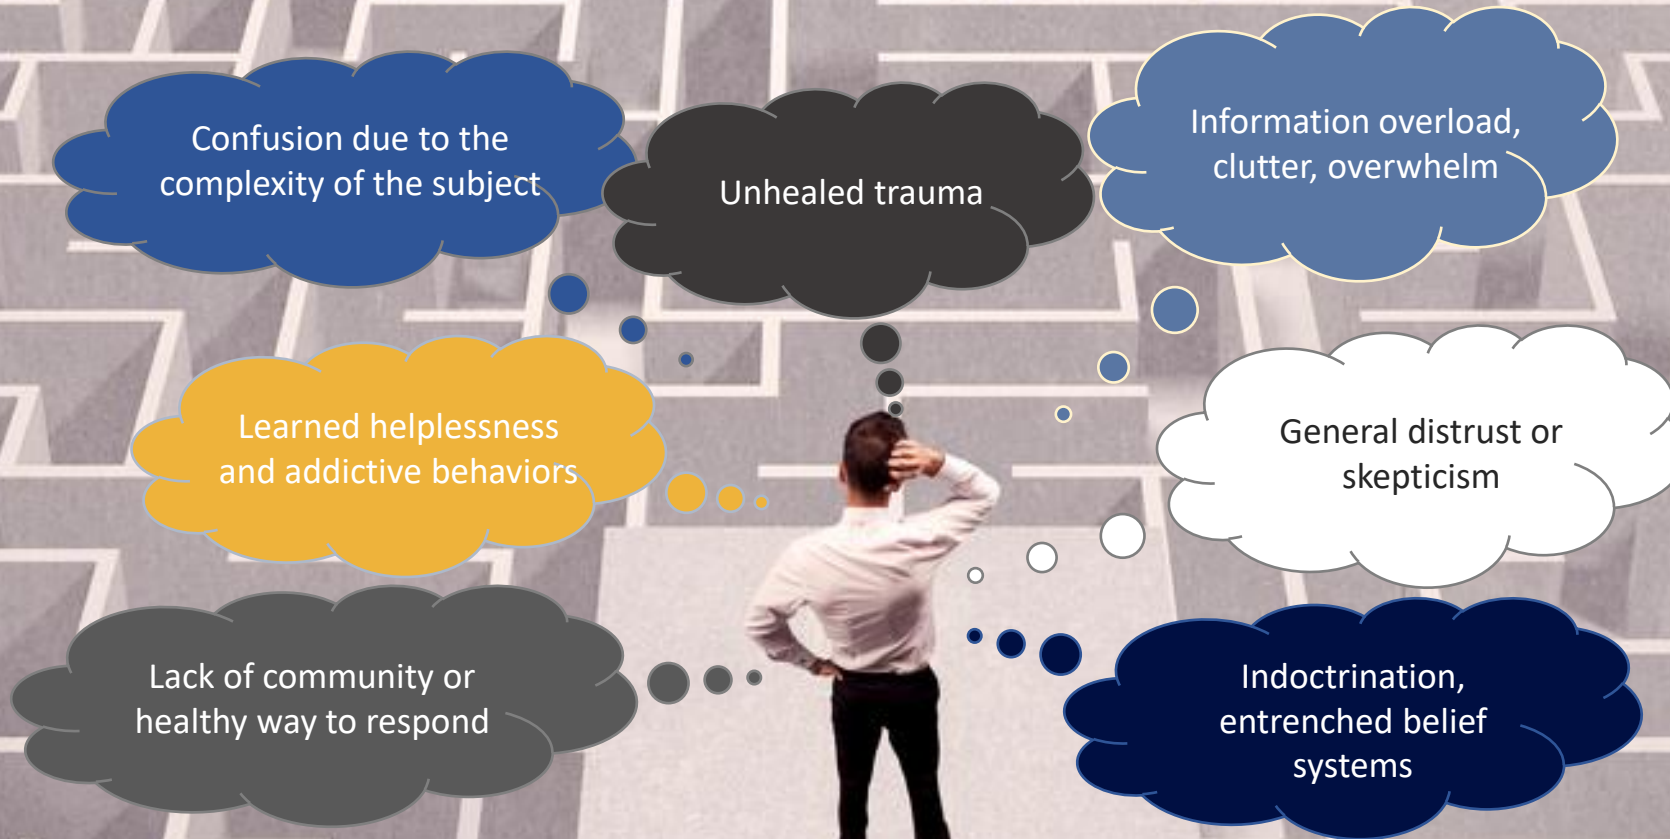 Confusion due to the
complexity of the subject
Unhealed trauma
Information overload,
clutter, overwhelm
Learned helplessness
and addictive behaviors
General distrust or
skepticism
Lack of community or
healthy way to respond
Indoctrination,
entrenched belief
systems